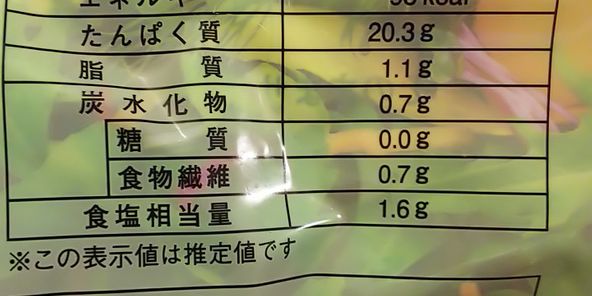 たんぱく質 20.3g
脂質 1.1g
炭水化物 0.7g
糖質 0.0g
食物繊維 0.7g
食塩相当量 1.6g
※この表示値は推定値です